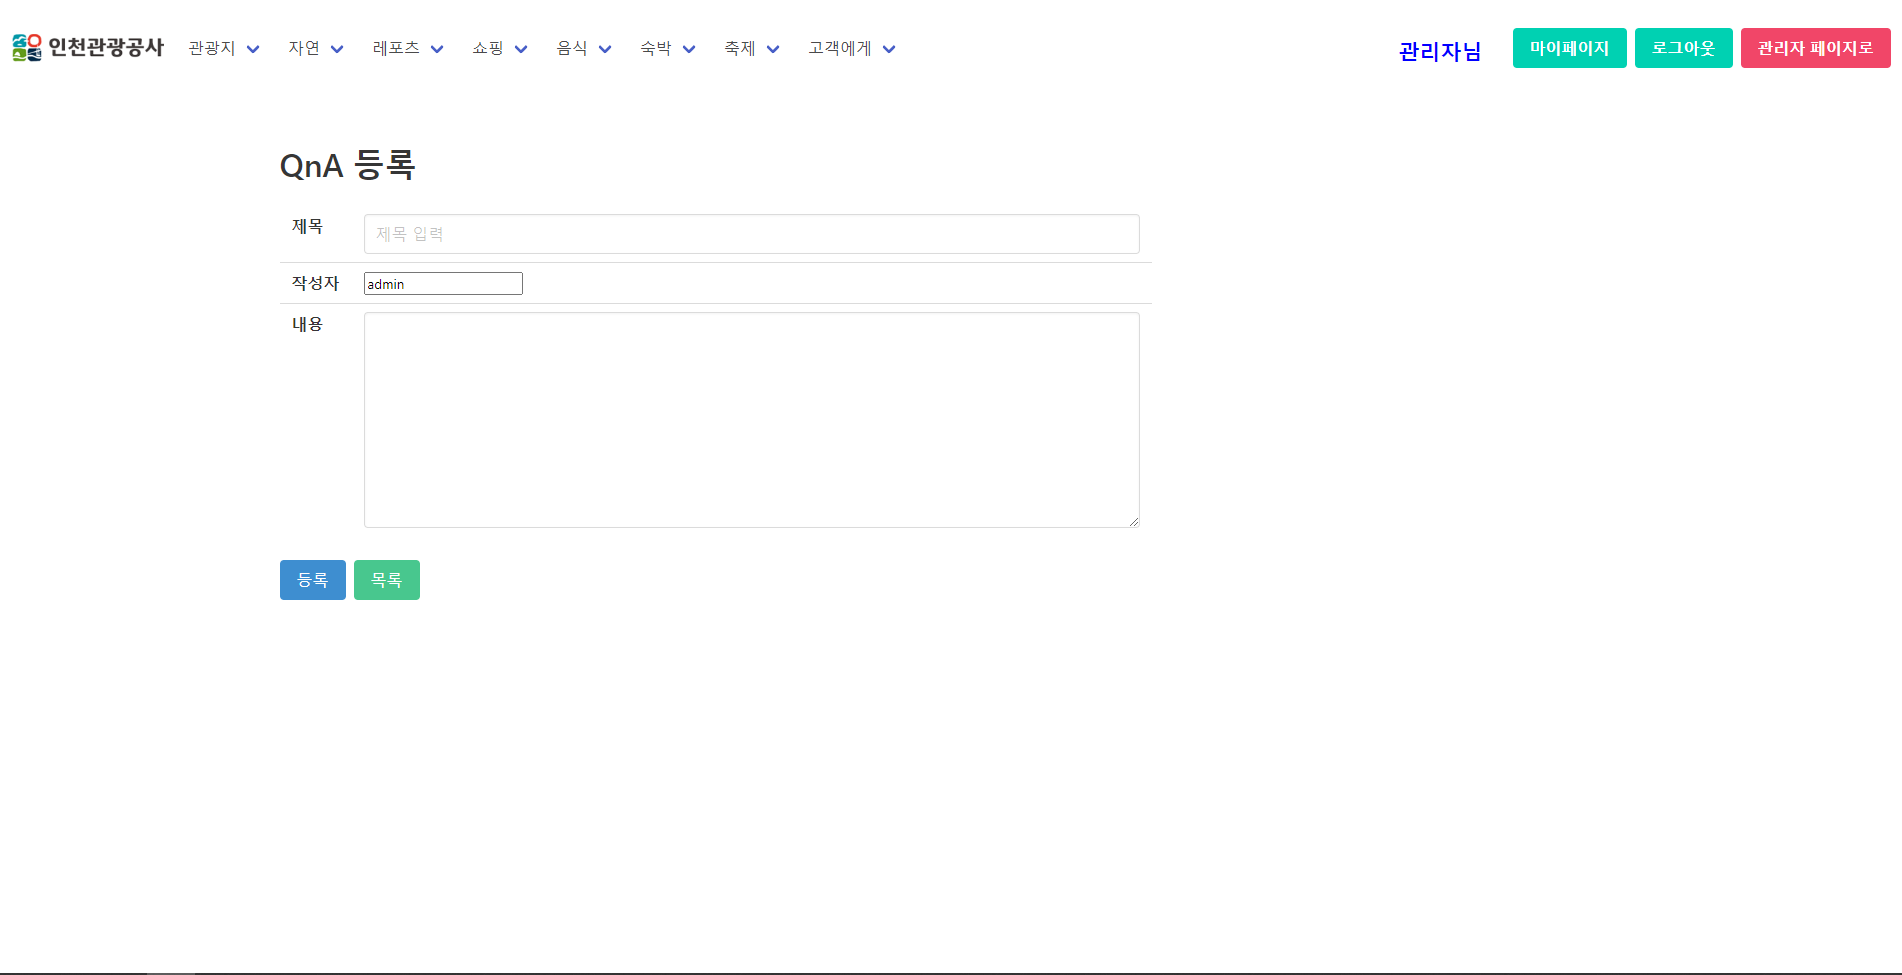 인천관광공사 관광지 자연 레포츠 쇼핑 음식 숙박 축제 고객에게 관리자님 마이페이지 로그아웃 관리자 페이지로
QnA 등록
제목 제목 입력
작성자 admin
내용
등록 목록